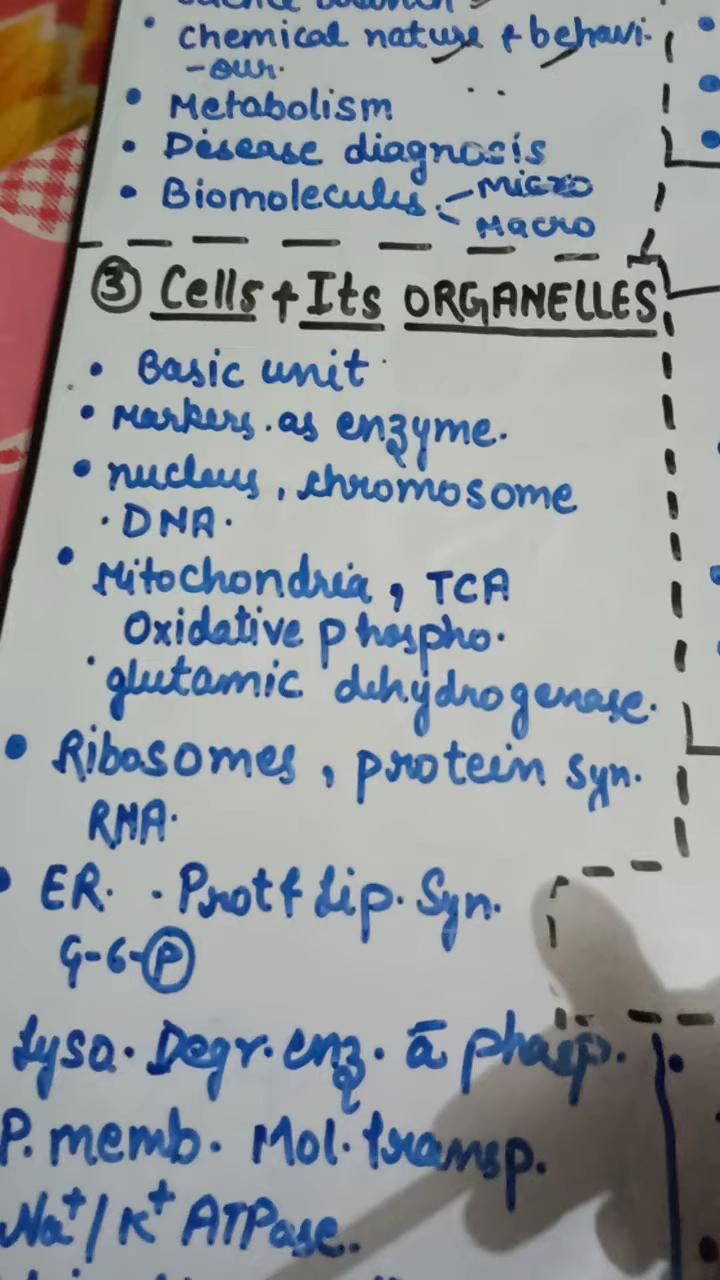 chemical nature + behavi-
-our.
• Metabolism
• Disease diagnosis
• Biomolecules. Micro
Macro
③ Cells + Its ORGANELLES
• Basic unit
• Markers. as enzyme.
• nucleus, chromosome
• DNA.
• Mitochondria, TCA
Oxidative phospho.
• glutamic dehydrogenase.
• Ribosomes, protein syn.
RNA.
• ER. • Prot + Lip. Syn.
G-6-Ⓟ
Lyso. Degr. enz. ā phosp.
P. memb. Mol. transp.
Na⁺/K⁺ ATPase.